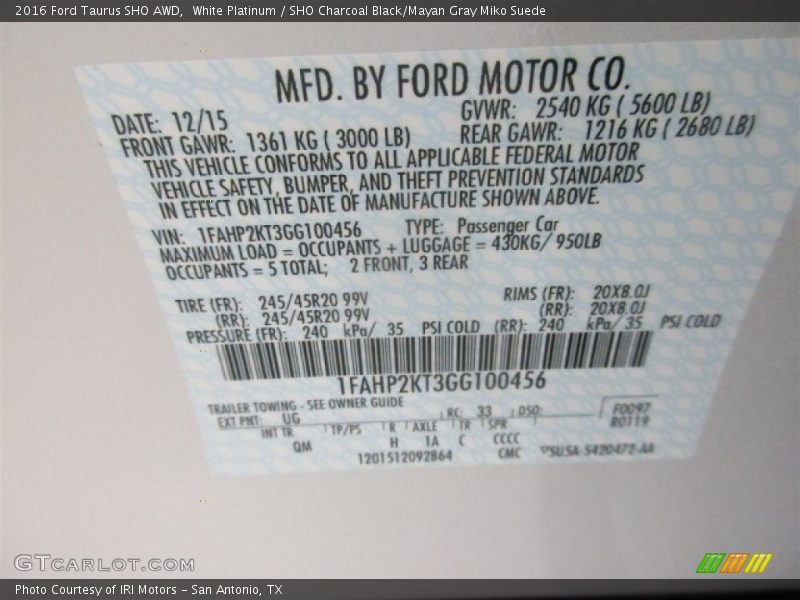 2016 Ford Taurus SHO AWD,  White Platinum / SHO Charcoal Black/Mayan Gray Miko Suede
MFD. BY FORD MOTOR CO.
DATE: 12/15 GVWR: 2540 KG ( 5600 LB)
FRONT GAWR: 1361 KG ( 3000 LB) REAR GAWR: 1216 KG ( 2680 LB)
THIS VEHICLE CONFORMS TO ALL APPLICABLE FEDERAL MOTOR
VEHICLE SAFETY, BUMPER, AND THEFT PREVENTION STANDARDS
IN EFFECT ON THE DATE OF MANUFACTURE SHOWN ABOVE.
VIN: 1FAHP2KT3GG100456 TYPE: Passenger Car
MAXIMUM LOAD = OCCUPANTS + LUGGAGE = 430KG/ 950LB
OCCUPANTS = 5 TOTAL; 2 FRONT, 3 REAR
TIRE (FR): 245/45R20 99V RIMS (FR): 20X8.0J
(RR): 245/45R20 99V (RR): 20X8.0J
PRESSURE (FR): 240 kPa/ 35 PSI COLD (RR): 240 kPa/ 35 PSI COLD
1FAHP2KT3GG100456
TRAILER TOWING - SEE OWNER GUIDE
EXT PNT: UG RC: 33 DSO: F0097
R0119
INT TR TP/PS R AXLE TR SPR
QM H 1A C CCCC
1201512092864 CMC
GTCARLOT.COM
Photo Courtesy of IRI Motors – San Antonio, TX